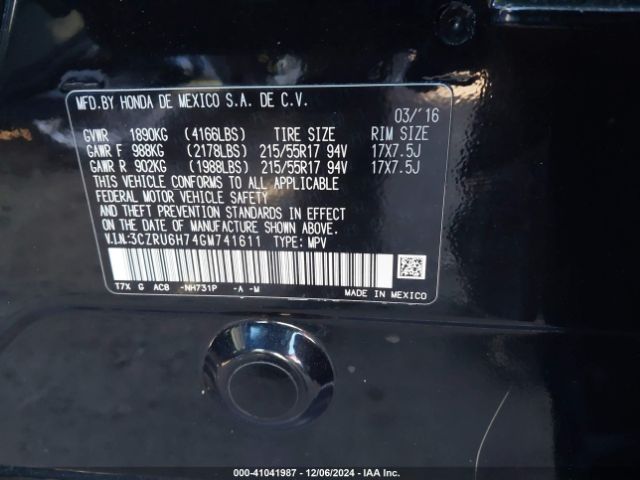 MFD.BY HONDA DE MEXICO S.A. DE C.V.
03/'16
GVWR 1890KG (4166LBS) TIRE SIZE RIM SIZE
GAWR F 988KG (2178LBS) 215/55R17 94V 17X7.5J
GAWR R 902KG (1988LBS) 215/55R17 94V 17X7.5J
THIS VEHICLE CONFORMS TO ALL APPLICABLE
FEDERAL MOTOR VEHICLE SAFETY
AND THEFT PREVENTION STANDARDS IN EFFECT
ON THE DATE OF MANUFACTURE SHOWN ABOVE.
V.I.N:3CZRU6H74GM741611 TYPE: MPV
T7X G AC8 -NH731P -A -M MADE IN MEXICO
000-41041987 - 12/06/2024 - IAA Inc.